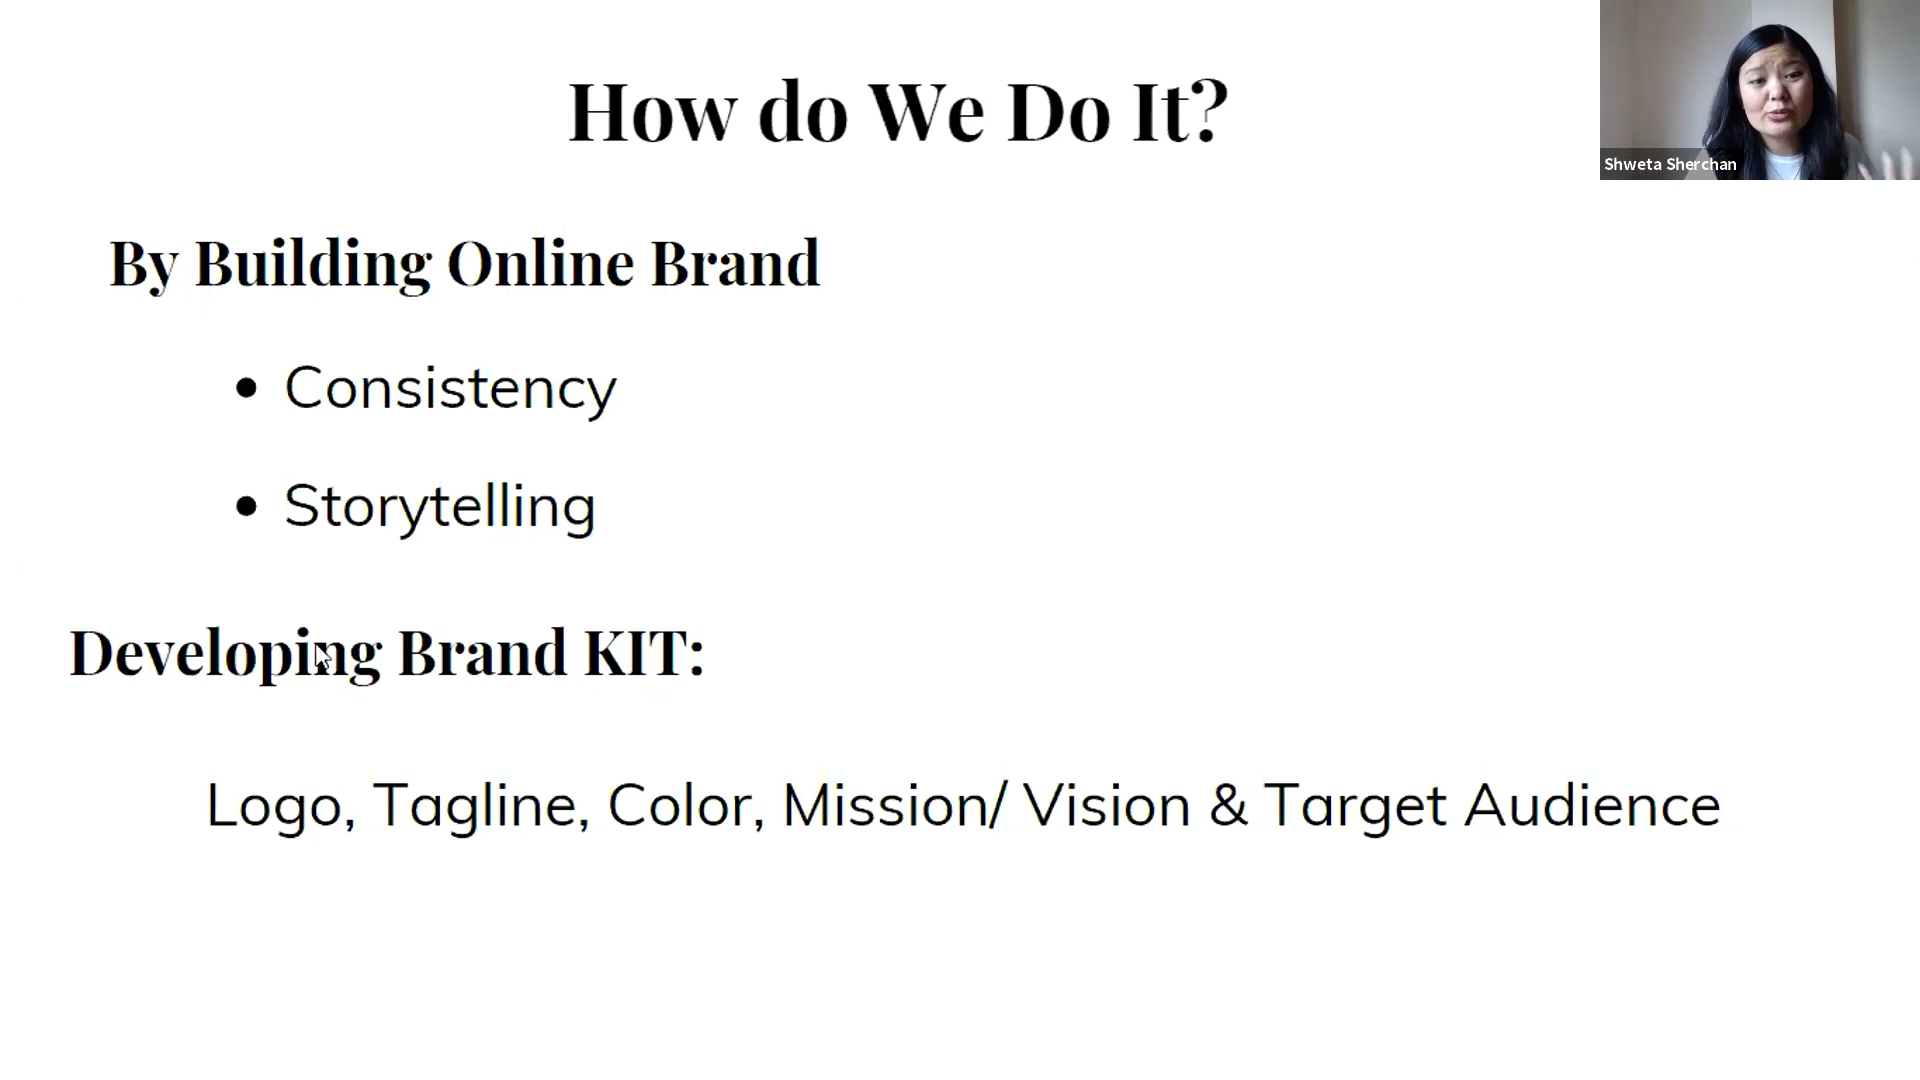 How do We Do It?
Shweta Sherchan
By Building Online Brand
• Consistency
• Storytelling
Developing Brand KIT:
Logo, Tagline, Color, Mission/ Vision & Target Audience